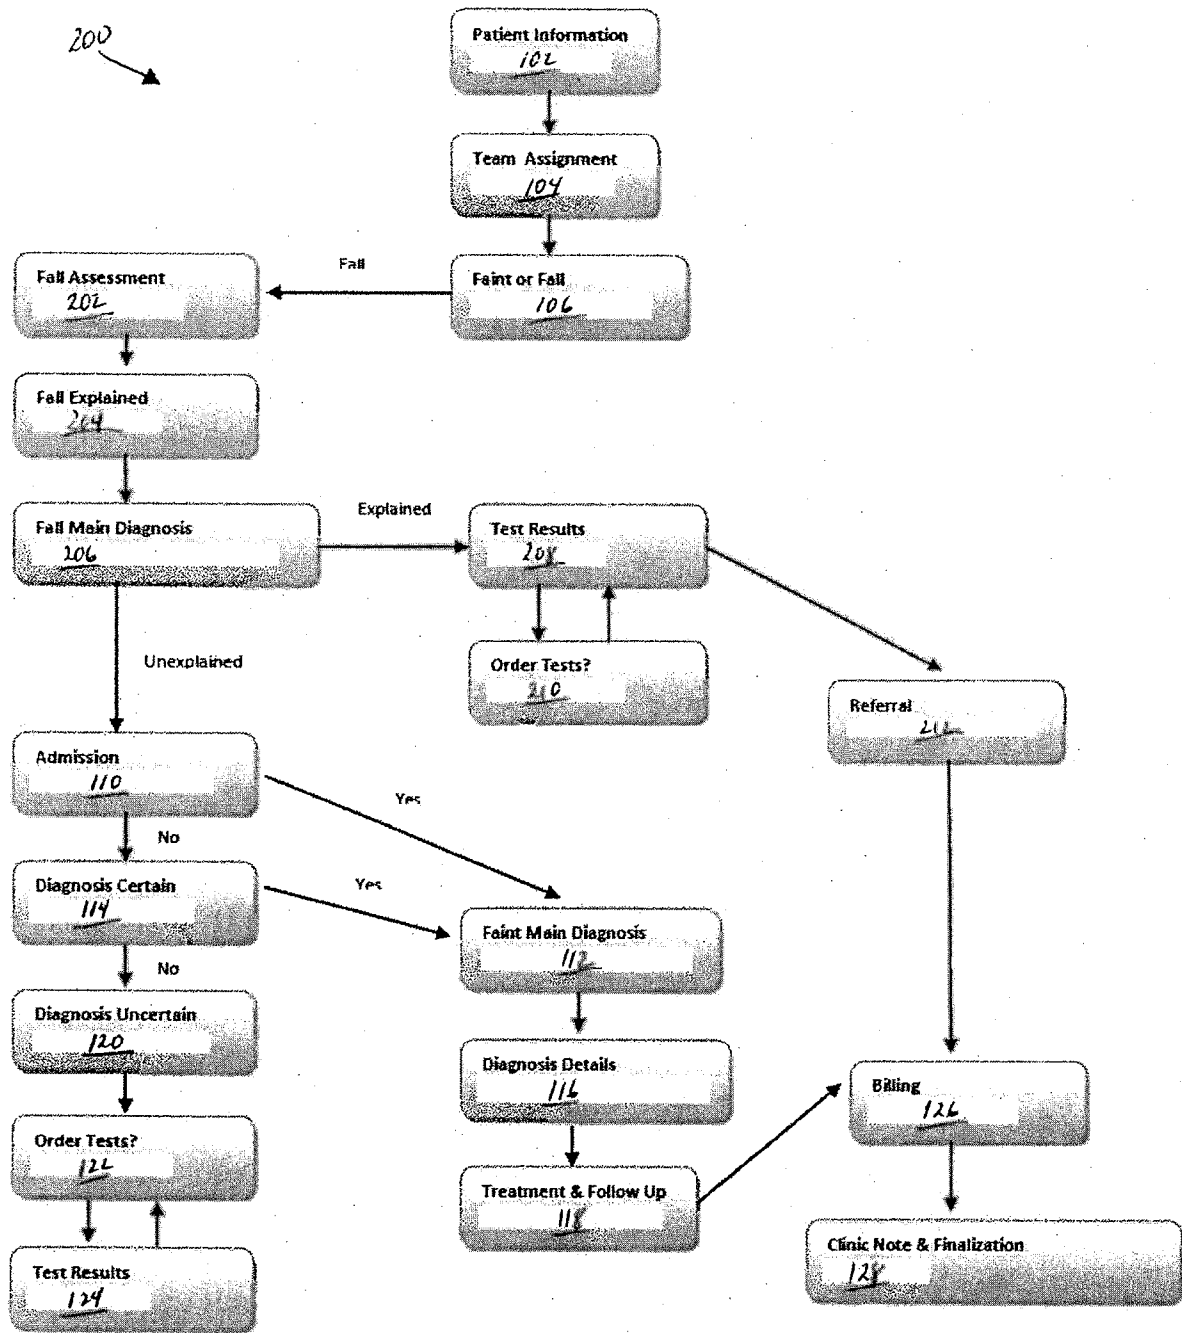 200
Patient Information
102
Team Assignment
104
Fall
Fall Assessment
202
Faint or Fall
106
Fall Explained
204
Explained
Fall Main Diagnosis
206
Test Results
208
Unexplained
Order Tests?
210
Referral
212
Admission
110
Yes
No
Diagnosis Certain
114
Yes
Faint Main Diagnosis
112
No
Diagnosis Uncertain
120
Diagnosis Details
116
Billing
126
Order Tests?
122
Treatment & Follow Up
118
Clinic Note & Finalization
128
Test Results
124